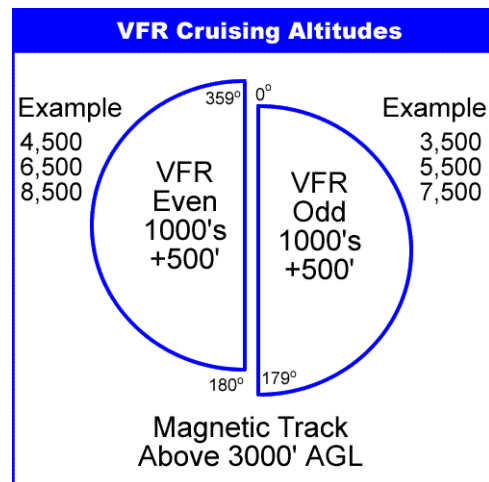 VFR Cruising Altitudes
359º
0º
Example
4,500
6,500
8,500
VFR
Even
1000's
+500'
VFR
Odd
1000's
+500'
Example
3,500
5,500
7,500
180º
179º
Magnetic Track
Above 3000' AGL